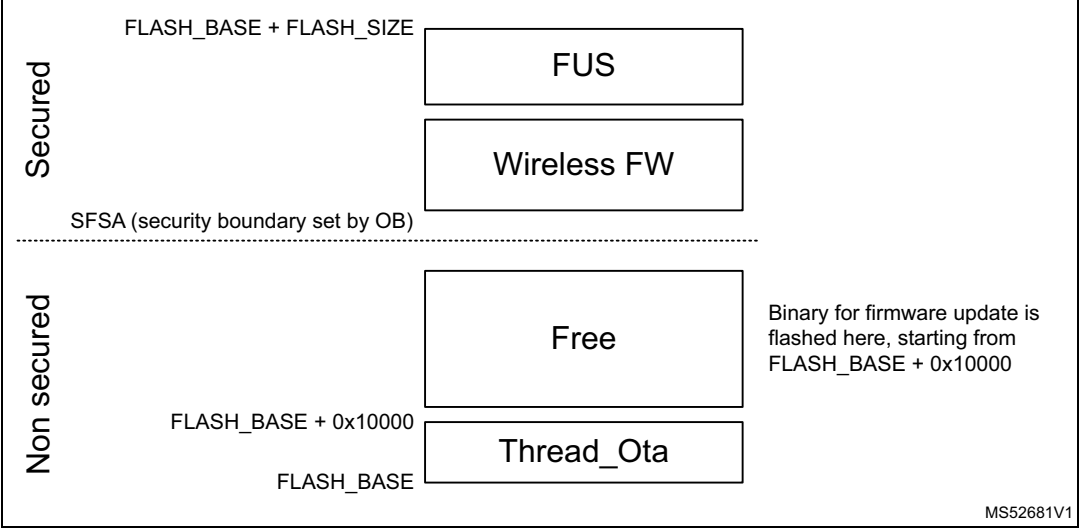 FLASH_BASE + FLASH_SIZE
FUS
Secured
Wireless FW
SFSA (security boundary set by OB)
Non secured
Free
Binary for firmware update is
flashed here, starting from
FLASH_BASE + 0x10000
FLASH_BASE + 0x10000
Thread_Ota
FLASH_BASE
MS52681V1